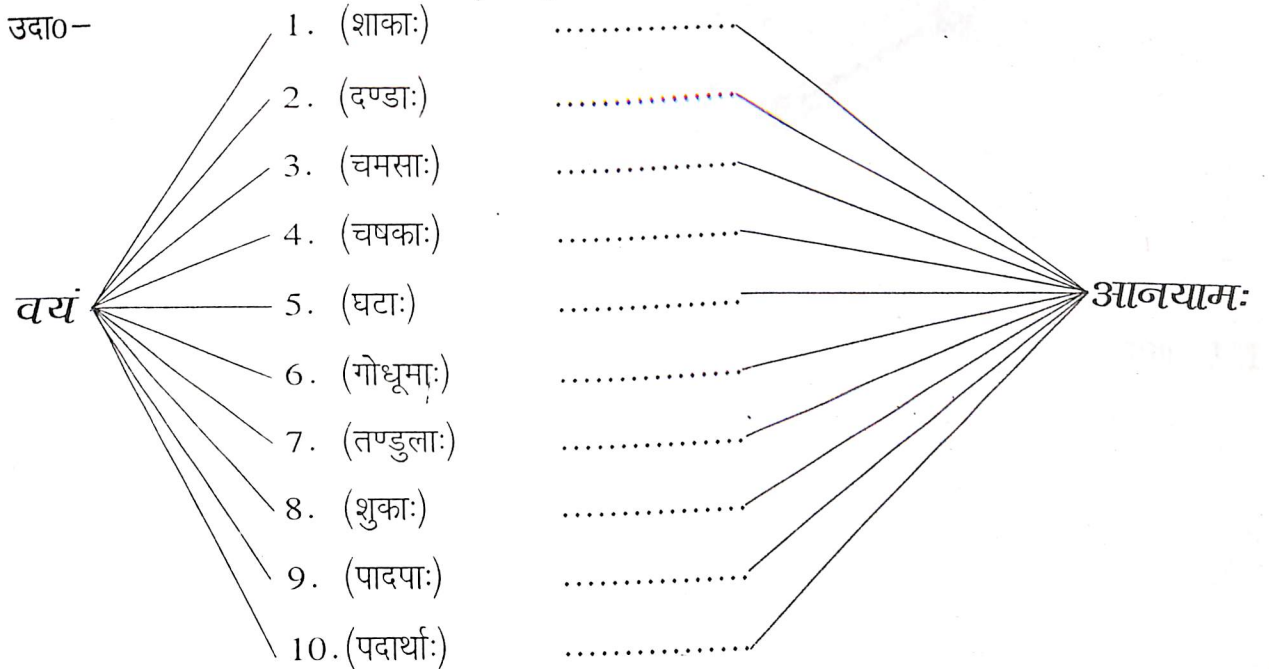 उदा०–
1. (शाकाः) ..................
2. (दण्डाः) ..................
3. (चमसाः) ..................
4. (चषकाः) ..................
वयं 5. (घटाः) .................. आनयामः
6. (गोधूमाः) ..................
7. (तण्डुलाः) ..................
8. (शुकाः) ..................
9. (पादपाः) ..................
10. (पदार्थाः) ..................